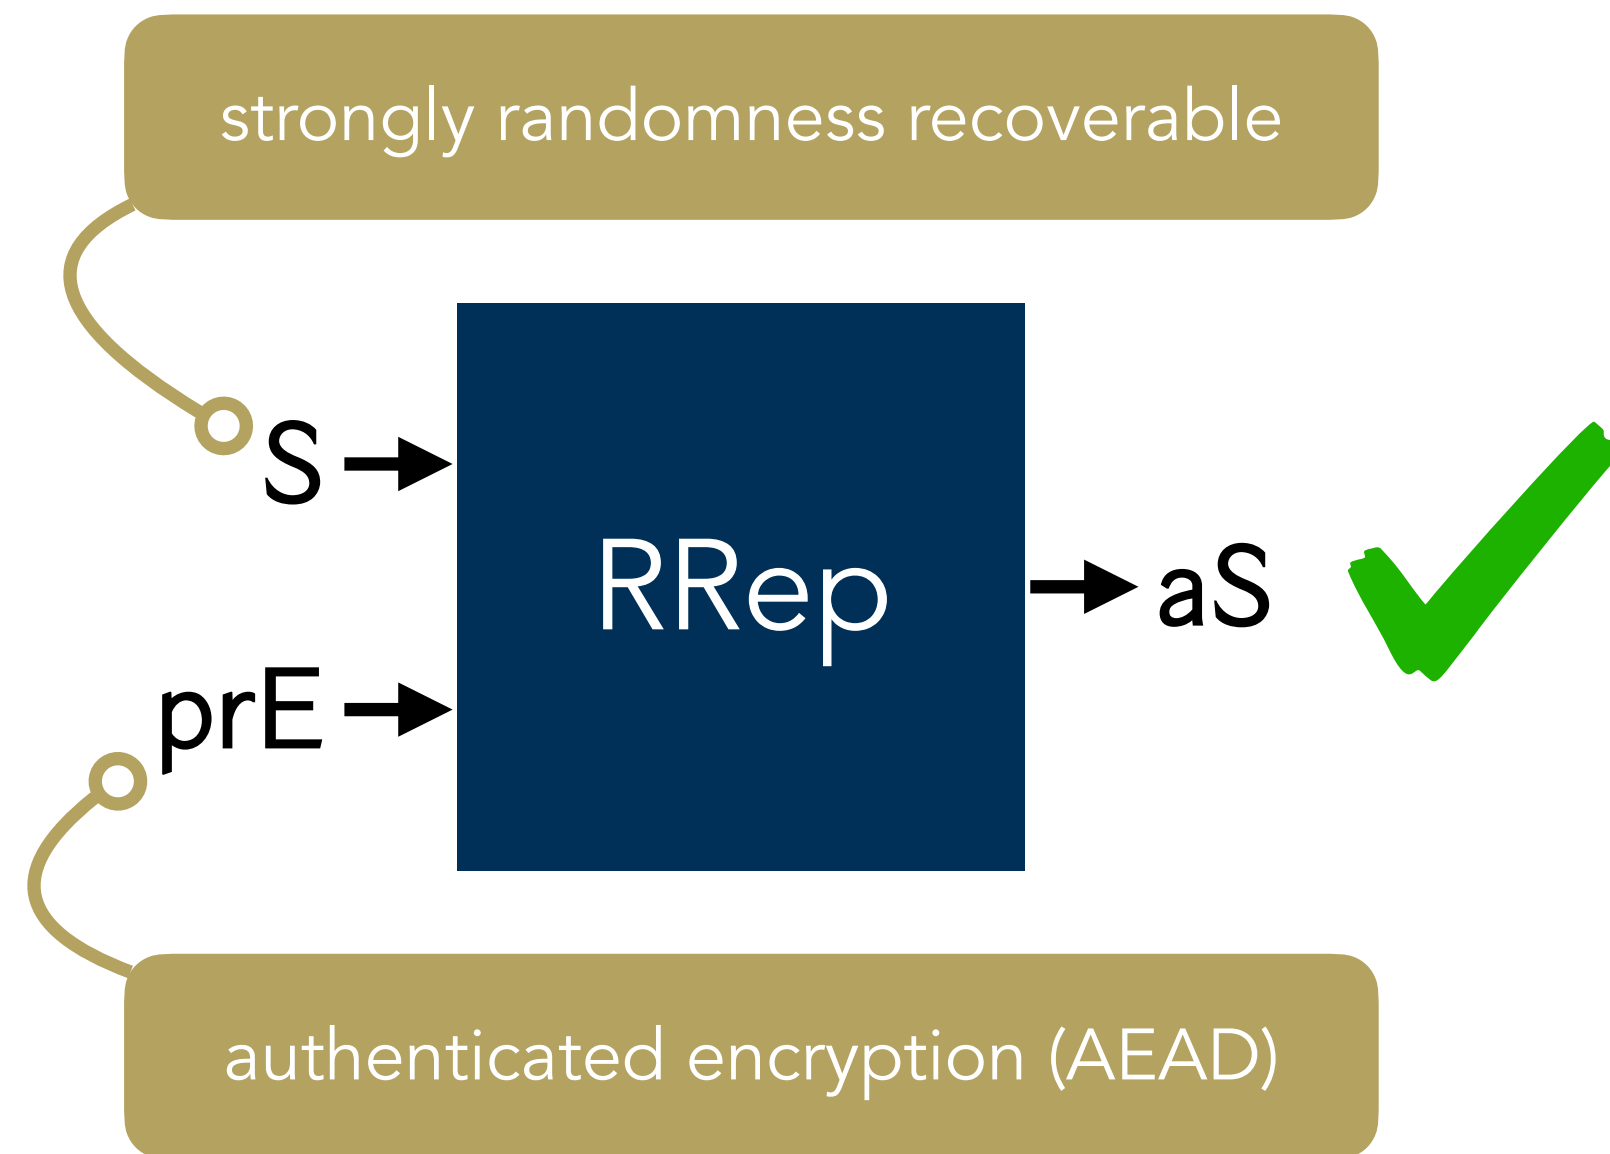 strongly randomness recoverable
S
RRep
aS
prE
authenticated encryption (AEAD)